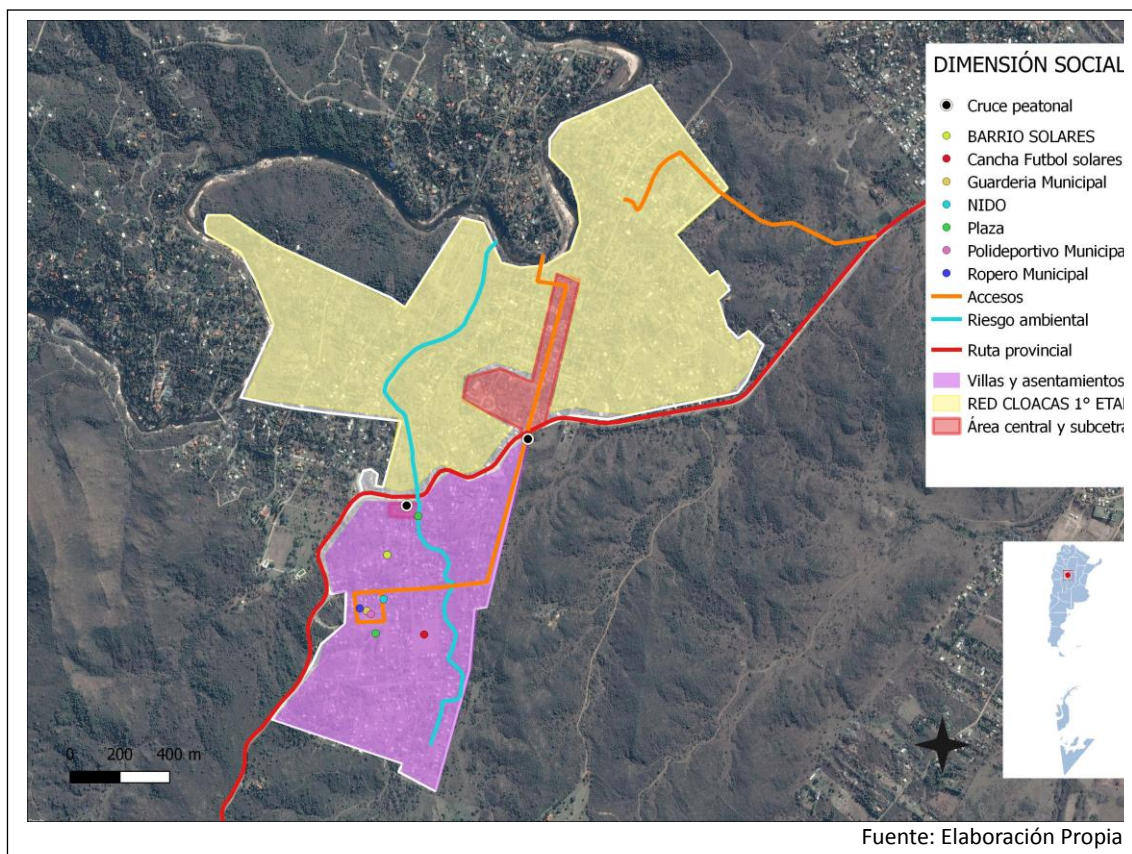 DIMENSIÓN SOCIAL
Cruce peatonal
BARRIO SOLARES
Cancha Futbol solares
Guarderia Municipal
NIDO
Plaza
Polideportivo Municipa
Ropero Municipal
Accesos
Riesgo ambiental
Ruta provincial
Villas y asentamientos
RED CLOACAS 1° ETA
Área central y subcetra
0 200 400 m
Fuente: Elaboración Propia